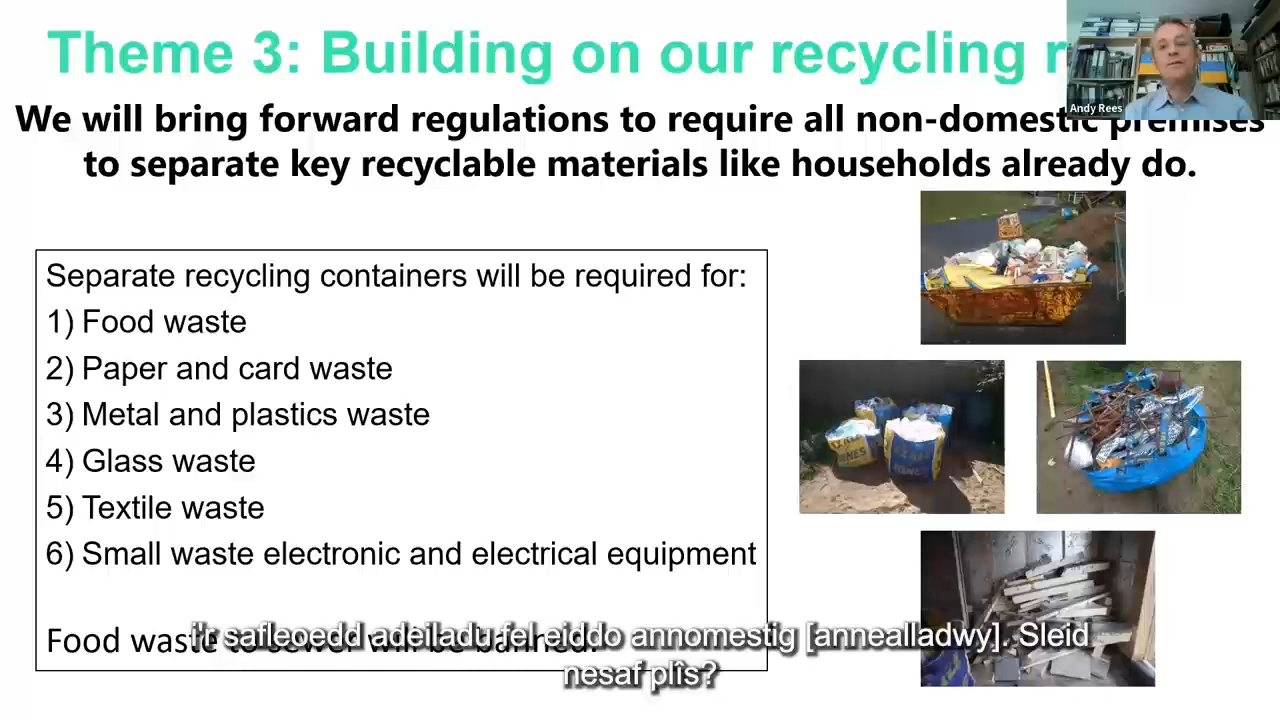 Theme 3: Building on our recycling r
Andy Rees
We will bring forward regulations to require all non-domestic premises
to separate key recyclable materials like households already do.
Separate recycling containers will be required for:
1) Food waste
2) Paper and card waste
3) Metal and plastics waste
4) Glass waste
5) Textile waste
6) Small waste electronic and electrical equipment
Food waste to sewer will be banned.
i'r safleoedd adeiladu fel eiddo annomestig [annealladwy]. Sleid
nesaf plîs?